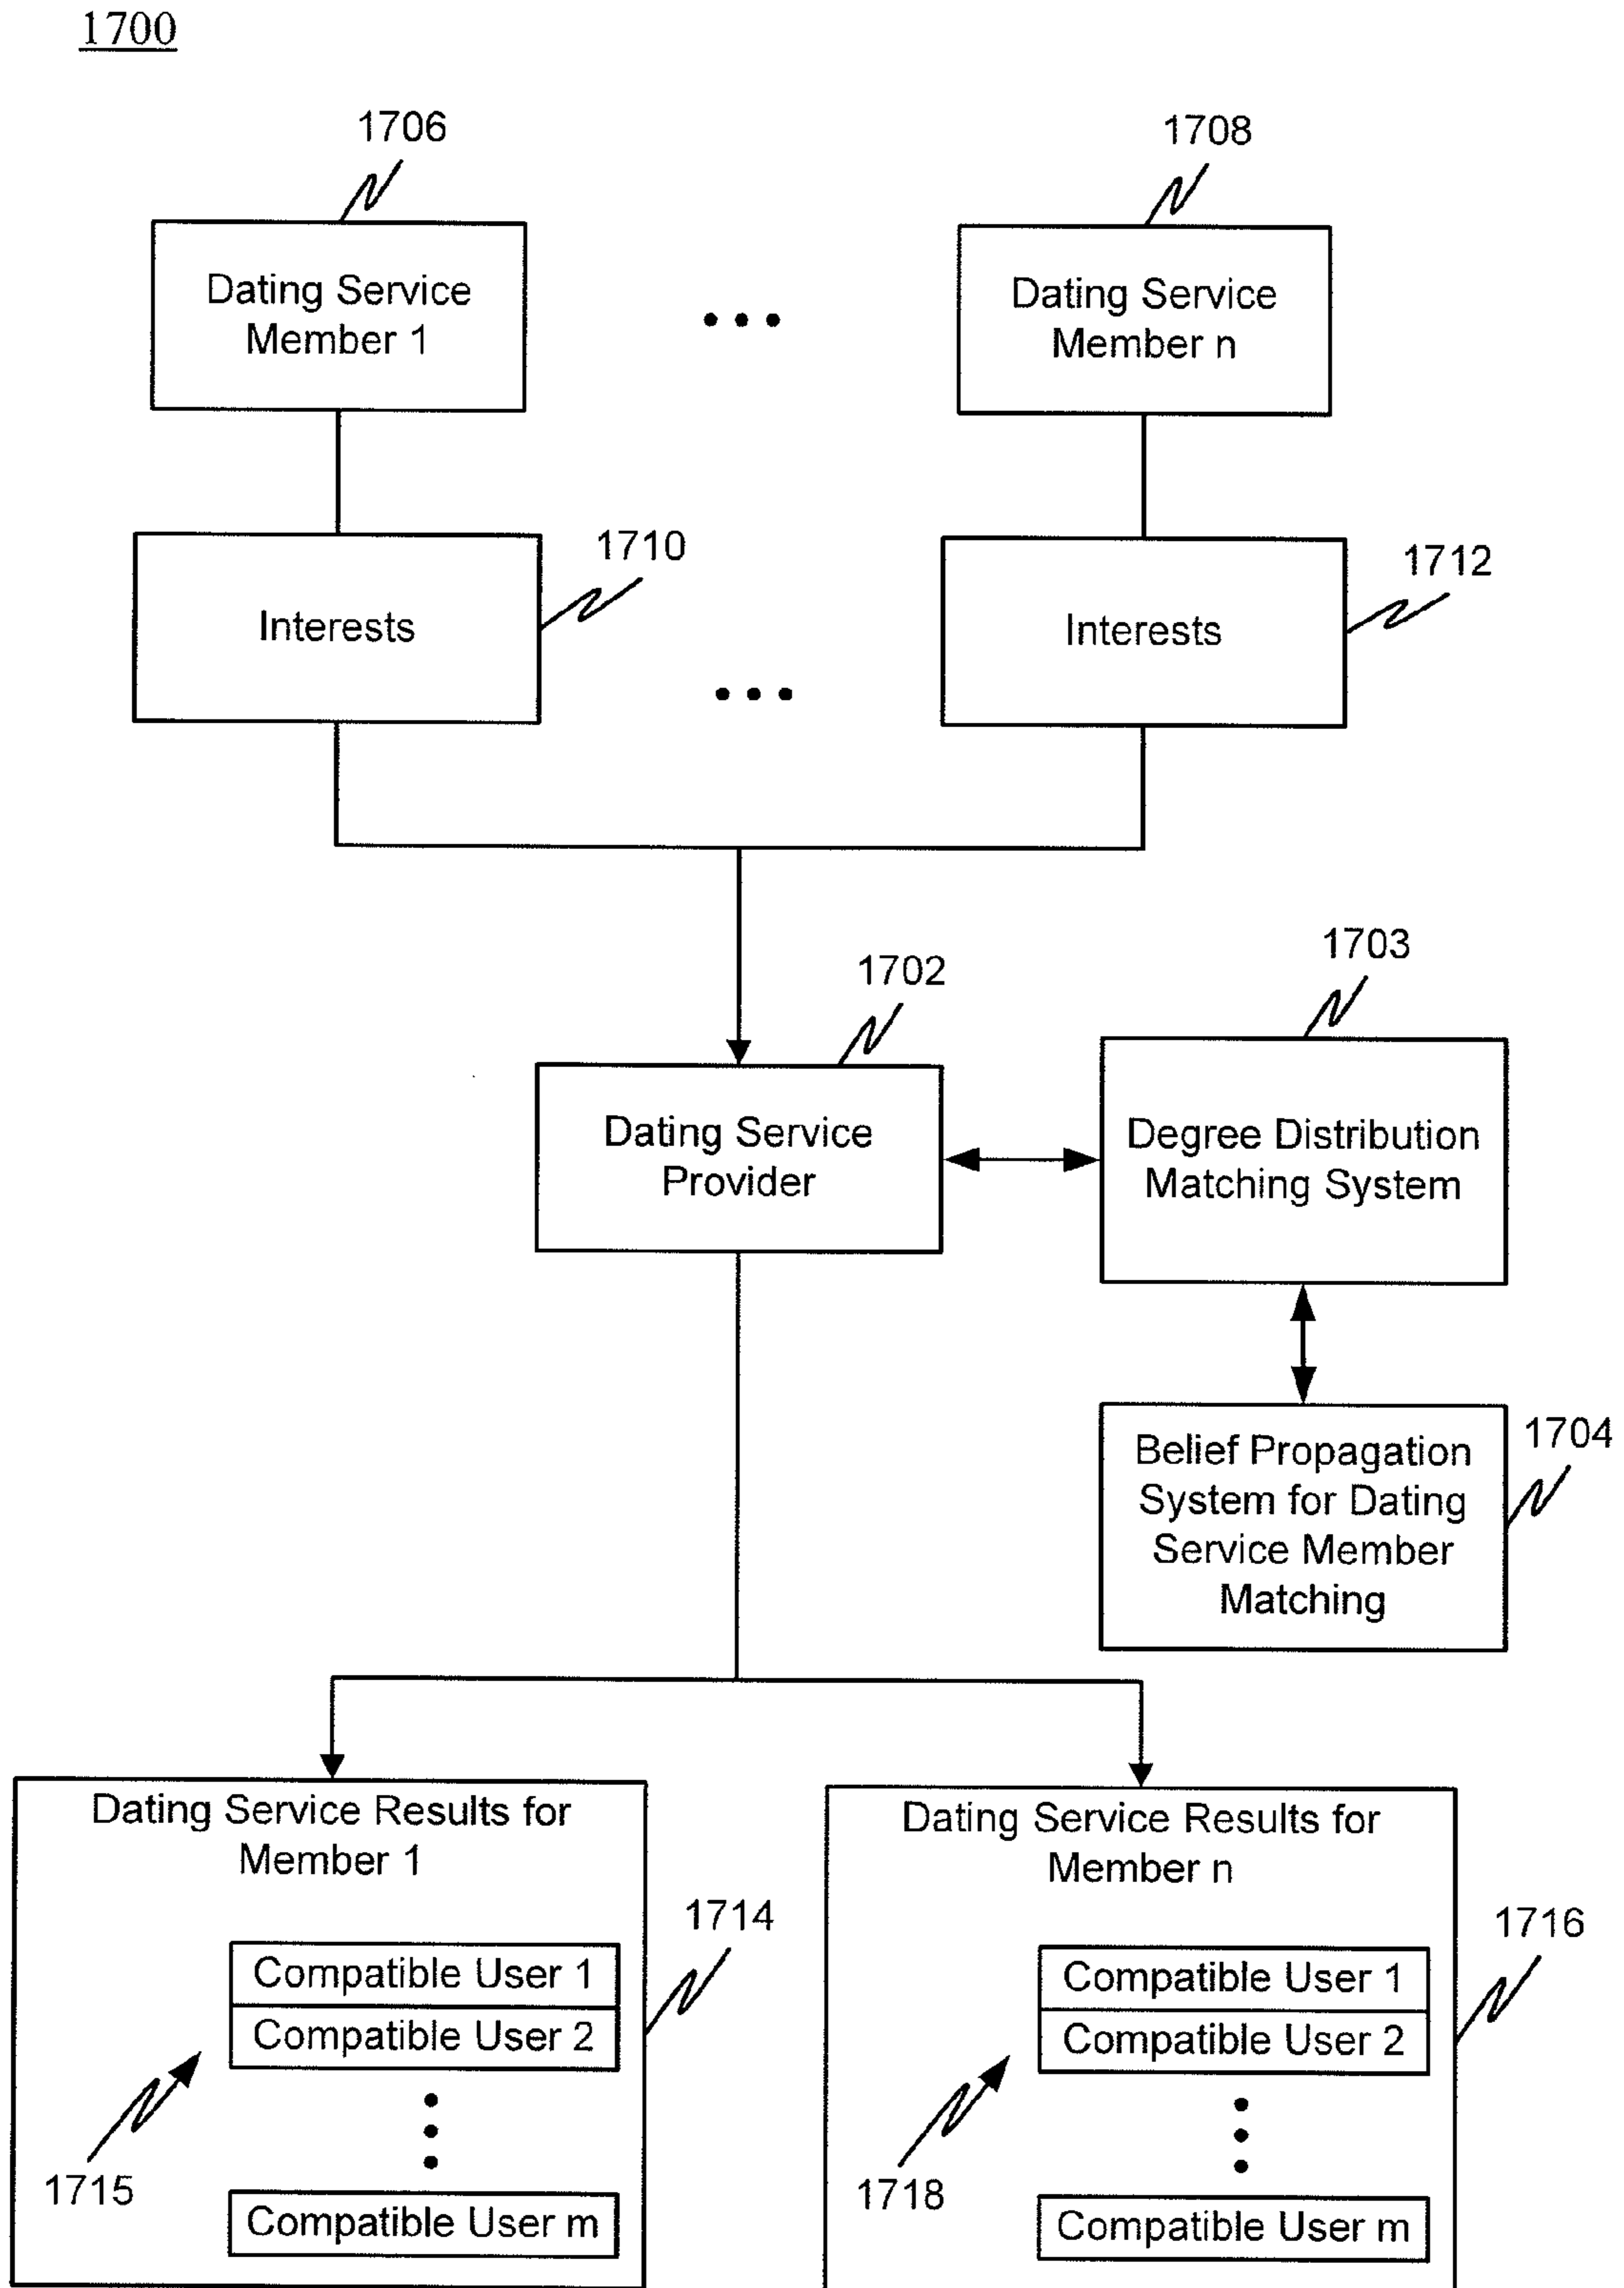 1700
1706
1708
Dating Service
Member 1
Dating Service
Member n
1710
1712
Interests
Interests
1702
1703
Dating Service
Provider
Degree Distribution
Matching System
1704
Belief Propagation
System for Dating
Service Member
Matching
Dating Service Results for
Member 1
1714
Compatible User 1
Compatible User 2
1715
Compatible User m
Dating Service Results for
Member n
1716
Compatible User 1
Compatible User 2
1718
Compatible User m